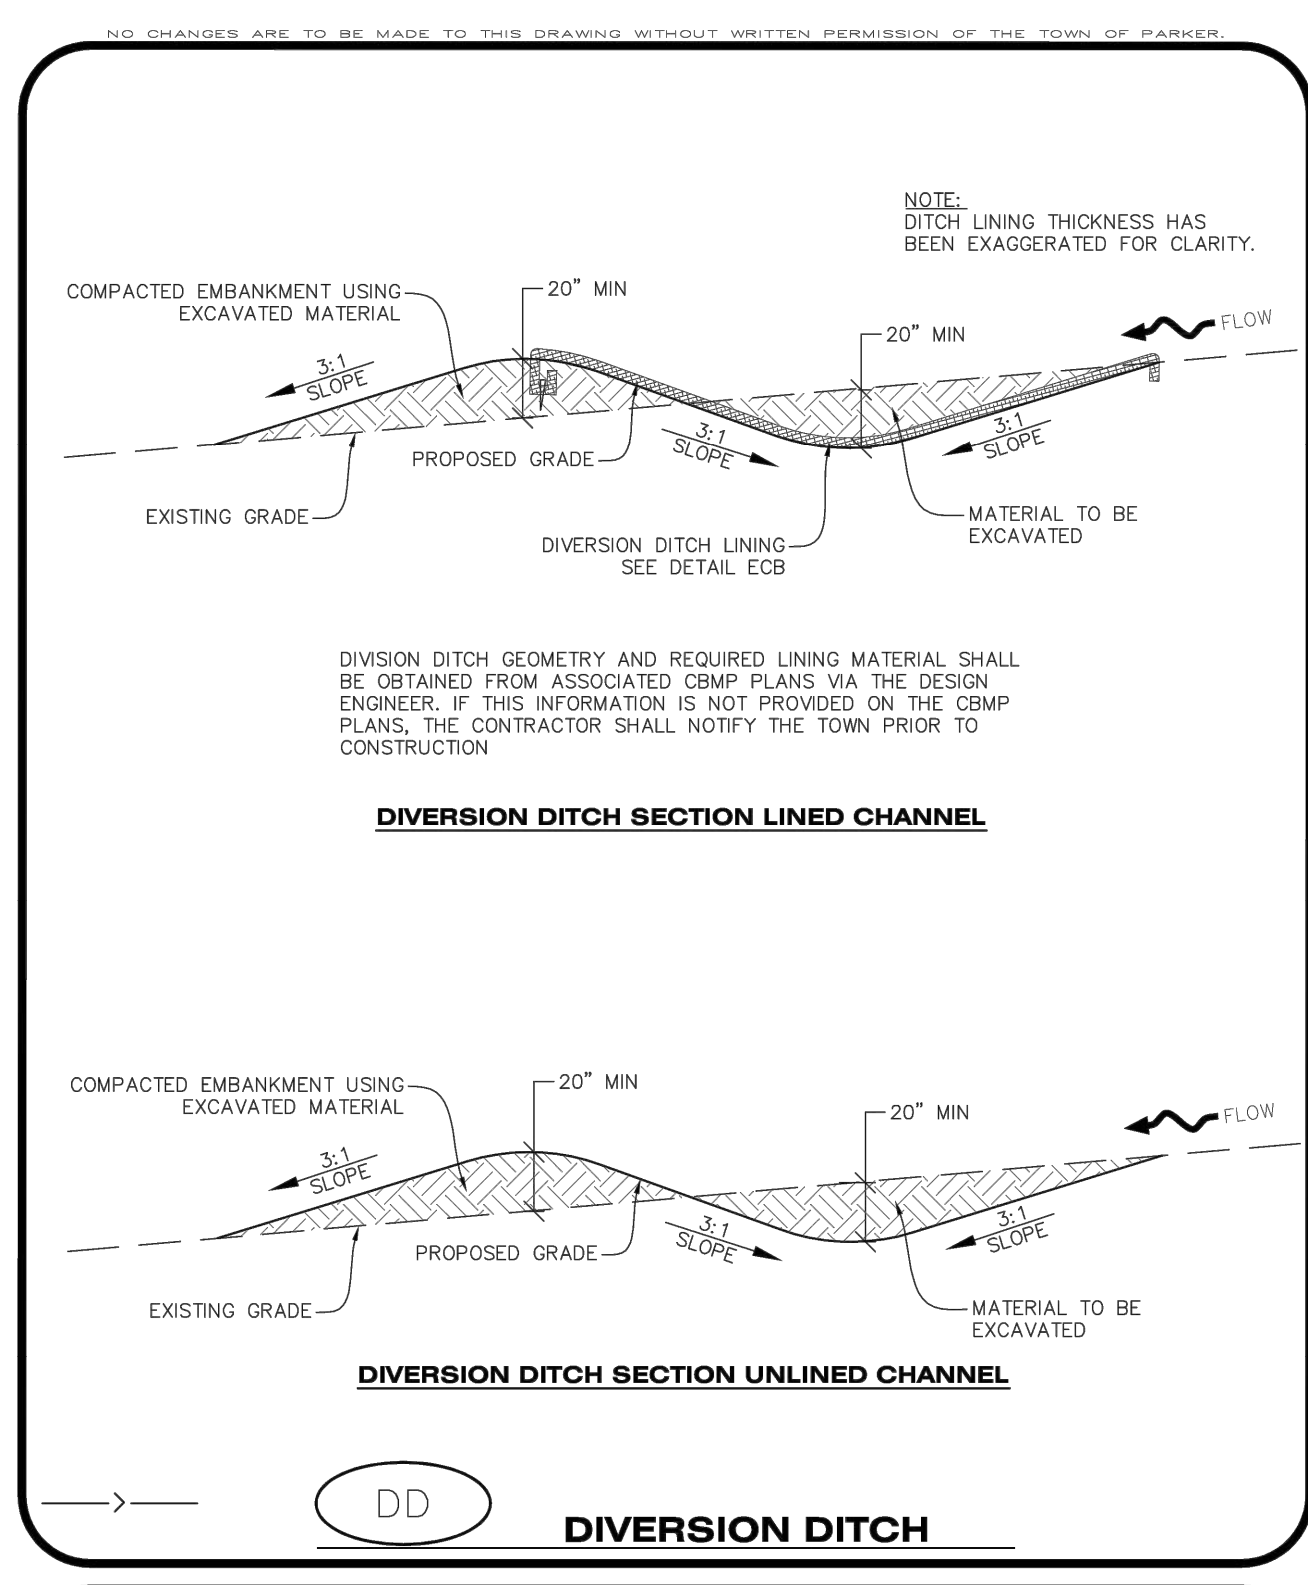 NO CHANGES ARE TO BE MADE TO THIS DRAWING WITHOUT WRITTEN PERMISSION OF THE TOWN OF PARKER.
NOTE:
DITCH LINING THICKNESS HAS
BEEN EXAGGERATED FOR CLARITY.
COMPACTED EMBANKMENT USING
EXCAVATED MATERIAL
20" MIN
20" MIN
FLOW
3:1
SLOPE
3:1
SLOPE
3:1
SLOPE
PROPOSED GRADE
EXISTING GRADE
DIVERSION DITCH LINING
SEE DETAIL ECB
MATERIAL TO BE
EXCAVATED
DIVISION DITCH GEOMETRY AND REQUIRED LINING MATERIAL SHALL
BE OBTAINED FROM ASSOCIATED CBMP PLANS VIA THE DESIGN
ENGINEER. IF THIS INFORMATION IS NOT PROVIDED ON THE CBMP
PLANS, THE CONTRACTOR SHALL NOTIFY THE TOWN PRIOR TO
CONSTRUCTION
DIVERSION DITCH SECTION LINED CHANNEL
COMPACTED EMBANKMENT USING
EXCAVATED MATERIAL
20" MIN
20" MIN
FLOW
3:1
SLOPE
3:1
SLOPE
3:1
SLOPE
PROPOSED GRADE
EXISTING GRADE
MATERIAL TO BE
EXCAVATED
DIVERSION DITCH SECTION UNLINED CHANNEL
DD
DIVERSION DITCH